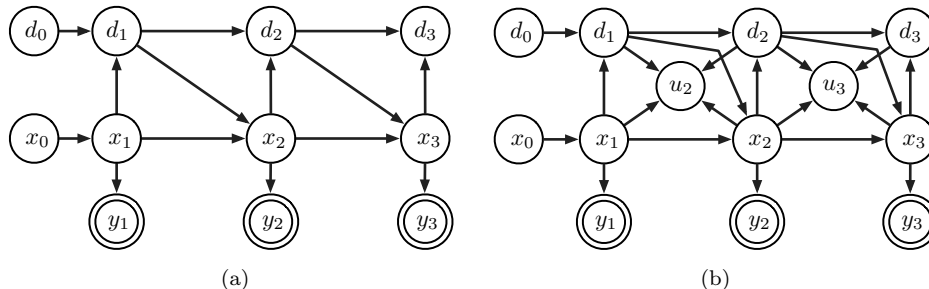 d₀ d₁ d₂ d₃ d₀ d₁ d₂ d₃
u₂ u₃
x₀ x₁ x₂ x₃ x₀ x₁ x₂ x₃
y₁ y₂ y₃ y₁ y₂ y₃
(a) (b)